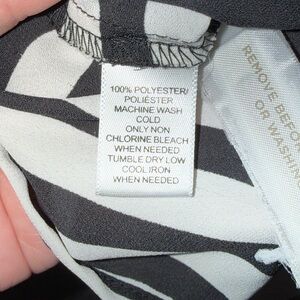 100% POLYESTER/
POLIÉSTER
MACHINE WASH
COLD
ONLY NON
CHLORINE BLEACH
WHEN NEEDED
TUMBLE DRY LOW
COOL IRON
WHEN NEEDED
REMOVE BEFO
OR WASHIN